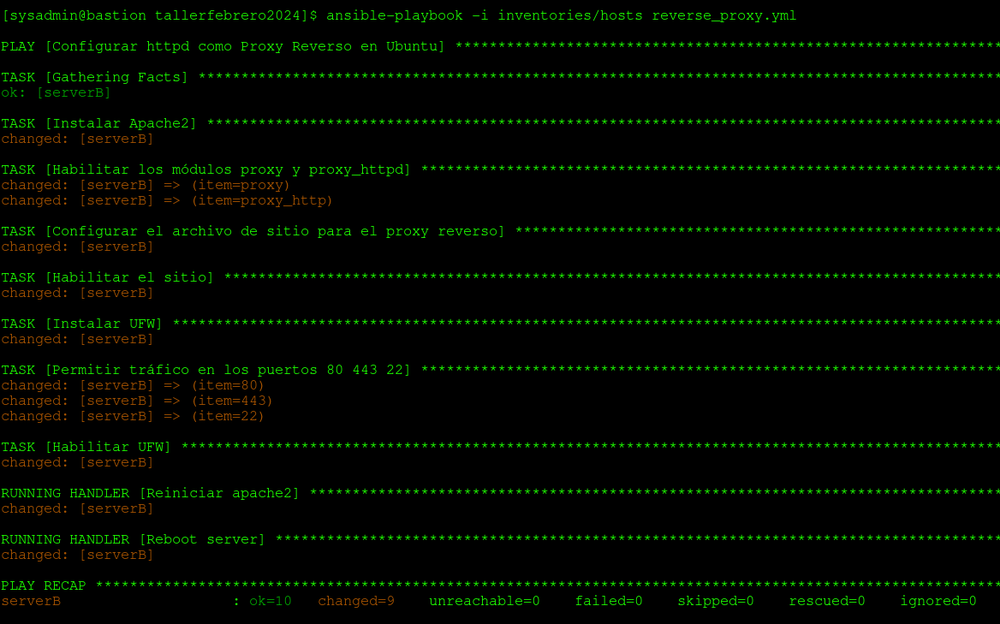 [sysadmin@bastion tallerfebrero2024]$ ansible-playbook -i inventories/hosts reverse_proxy.yml
PLAY [Configurar httpd como Proxy Reverso en Ubuntu] ****************************************************************
TASK [Gathering Facts] **********************************************************************************************
ok: [serverB]
TASK [Instalar Apache2] *********************************************************************************************
changed: [serverB]
TASK [Habilitar los módulos proxy y proxy_httpd] ********************************************************************
changed: [serverB] => (item=proxy)
changed: [serverB] => (item=proxy_http)
TASK [Configurar el archivo de sitio para el proxy reverso] *********************************************************
changed: [serverB]
TASK [Habilitar el sitio] *******************************************************************************************
changed: [serverB]
TASK [Instalar UFW] *************************************************************************************************
changed: [serverB]
TASK [Permitir tráfico en los puertos 80 443 22] ********************************************************************
changed: [serverB] => (item=80)
changed: [serverB] => (item=443)
changed: [serverB] => (item=22)
TASK [Habilitar UFW] ************************************************************************************************
changed: [serverB]
RUNNING HANDLER [Reiniciar apache2] *********************************************************************************
changed: [serverB]
RUNNING HANDLER [Reboot server] *************************************************************************************
changed: [serverB]
PLAY RECAP **********************************************************************************************************
serverB                    : ok=10   changed=9    unreachable=0    failed=0    skipped=0    rescued=0    ignored=0